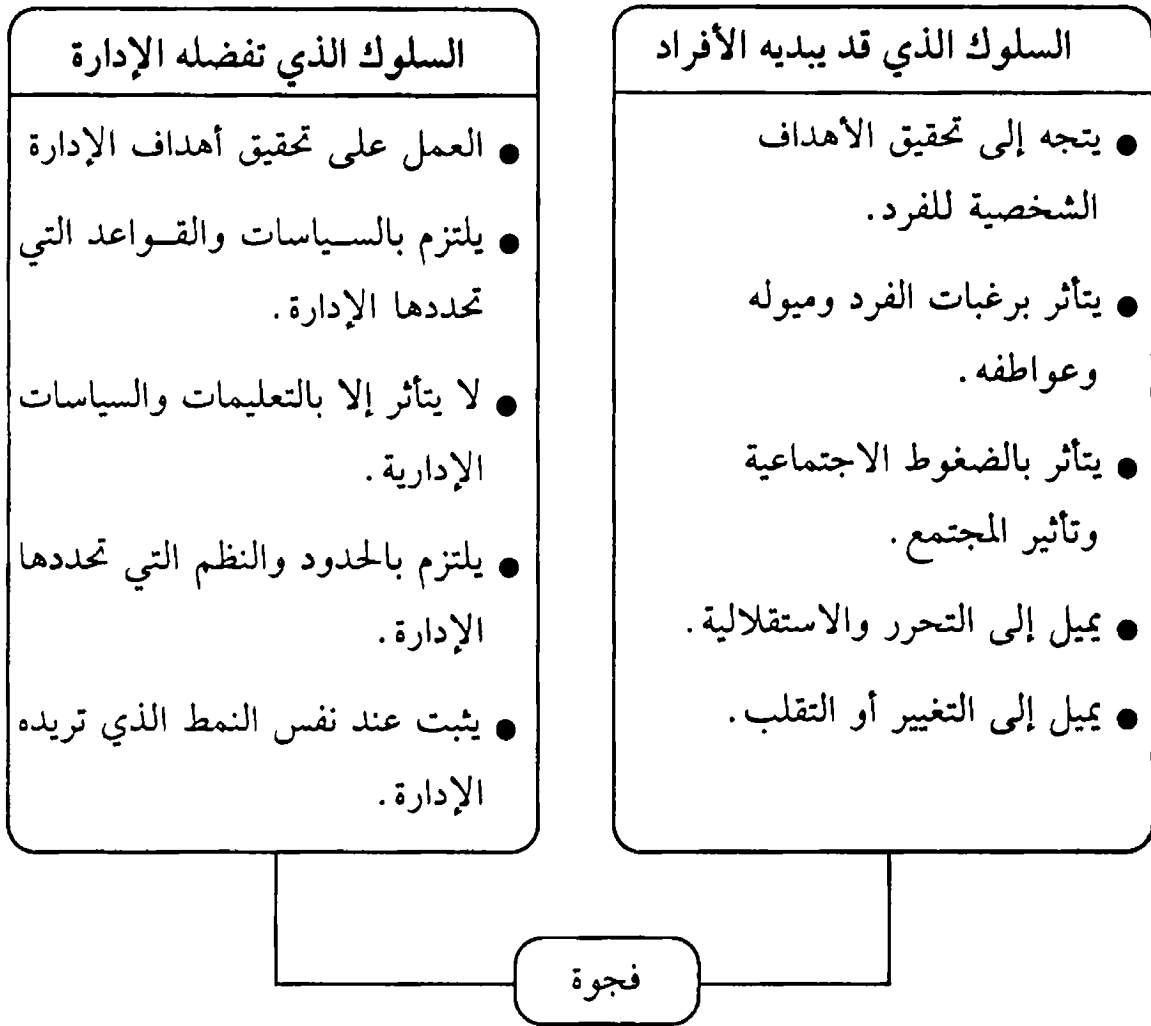 السلوك الذي قد يبديه الأفراد
● يتجه إلى تحقيق الأهداف
الشخصية للفرد.
● يتأثر برغبات الفرد وميوله
وعواطفه.
● يتأثر بالضغوط الاجتماعية
وتأثير المجتمع.
● يميل إلى التحرر والاستقلالية.
● يميل إلى التغيير أو التقلب.
السلوك الذي تفضله الإدارة
● العمل على تحقيق أهداف الإدارة
● يلتزم بالسـياسات والقـواعد التي
تحددها الإدارة.
● لا يتأثر إلا بالتعليمات والسياسات
الإدارية.
● يلتزم بالحدود والنظم التي تحددها
الإدارة.
● يثبت عند نفس النمط الذي تريده
الإدارة.
فجوة